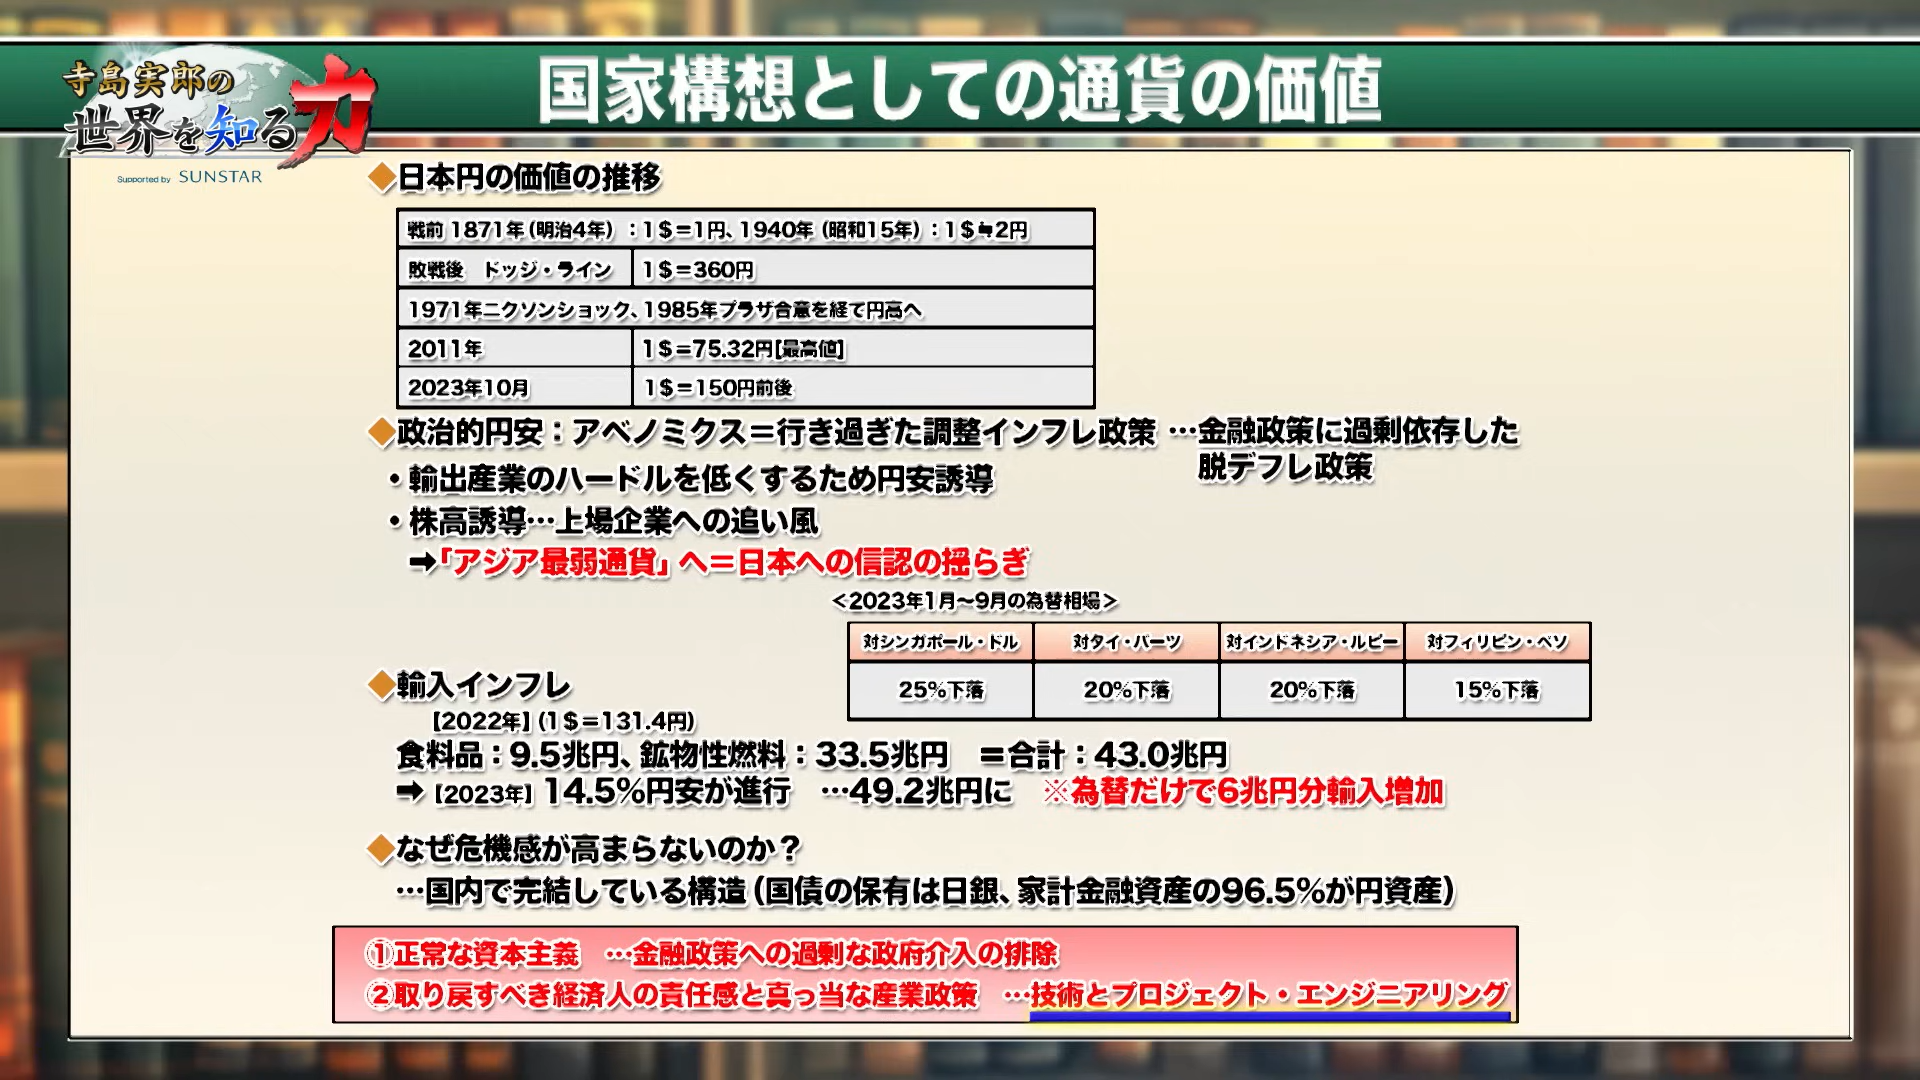 寺島実郎の
世界を知る力
Supported by SUNSTAR
国家構想としての通貨の価値
◆日本円の価値の推移
戦前 1871年(明治4年):1$=1円、1940年(昭和15年):1$≒2円
敗戦後 ドッジ・ライン 1$=360円
1971年ニクソンショック、1985年プラザ合意を経て円高へ
2011年 1$=75.32円[最高値]
2023年10月 1$=150円前後
◆政治的円安:アベノミクス=行き過ぎた調整インフレ政策 …金融政策に過剰依存した
脱デフレ政策
・輸出産業のハードルを低くするため円安誘導
・株高誘導…上場企業への追い風
➡「アジア最弱通貨」へ=日本への信認の揺らぎ
<2023年1月~9月の為替相場>
対シンガポール・ドル 対タイ・バーツ 対インドネシア・ルピー 対フィリピン・ペソ
25%下落 20%下落 20%下落 15%下落
◆輸入インフレ
【2022年】(1$=131.4円)
食料品:9.5兆円、鉱物性燃料:33.5兆円 =合計:43.0兆円
➡【2023年】14.5%円安が進行 …49.2兆円に ※為替だけで6兆円分輸入増加
◆なぜ危機感が高まらないのか?
…国内で完結している構造(国債の保有は日銀、家計金融資産の96.5%が円資産)
①正常な資本主義 …金融政策への過剰な政府介入の排除
②取り戻すべき経済人の責任感と真っ当な産業政策 …技術とプロジェクト・エンジニアリング